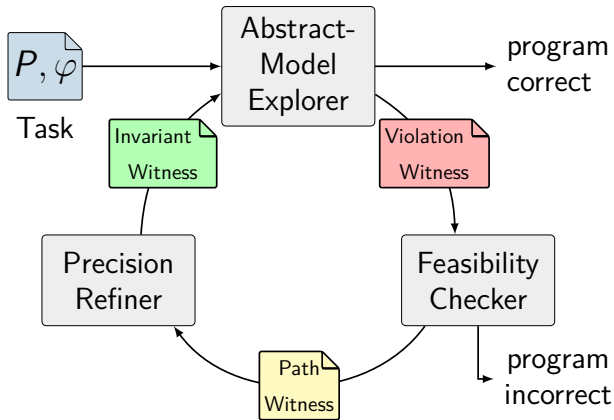 P, φ
Task
Abstract-
Model
Explorer
program
correct
Invariant
Witness
Violation
Witness
Precision
Refiner
Feasibility
Checker
Path
Witness
program
incorrect